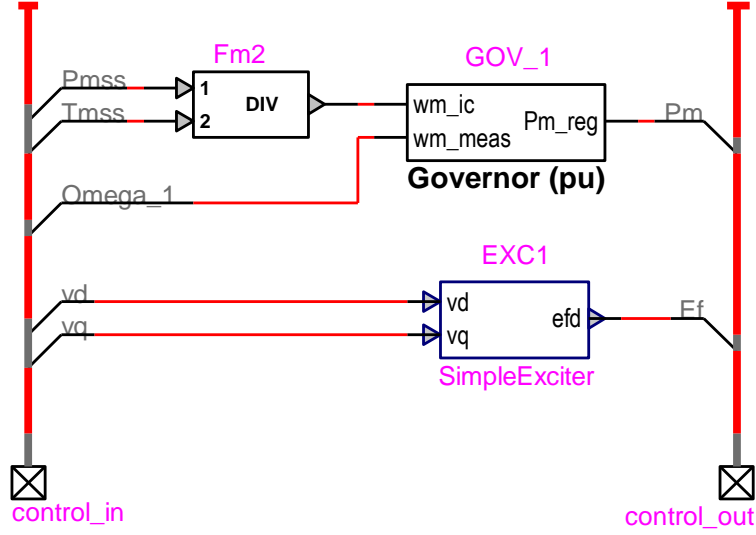 Fm2
GOV_1
Pmss
1
DIV
wm_ic
Tmss
2
wm_meas
Pm_reg
Pm
Governor (pu)
Omega_1
EXC1
vd
vd
efd
Ef
vq
vq
SimpleExciter
control_in
control_out